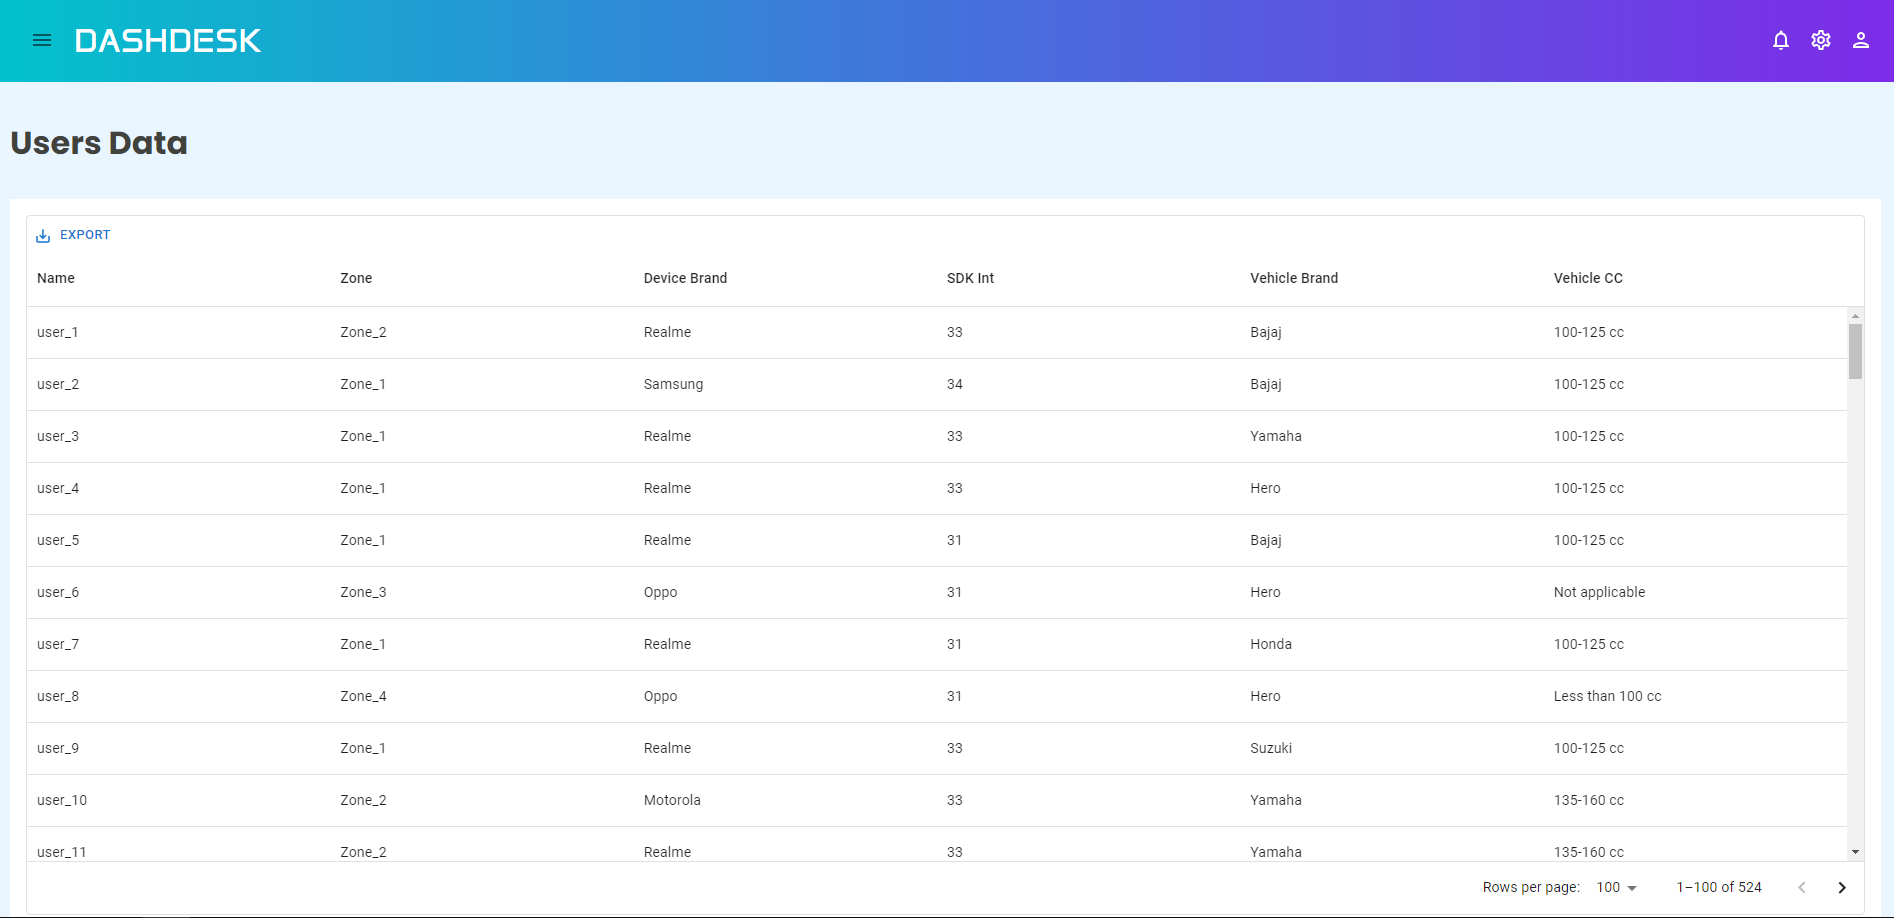 DASHDESK
Users Data
EXPORT
Name Zone Device Brand SDK Int Vehicle Brand Vehicle CC
user_1 Zone_2 Realme 33 Bajaj 100-125 cc
user_2 Zone_1 Samsung 34 Bajaj 100-125 cc
user_3 Zone_1 Realme 33 Yamaha 100-125 cc
user_4 Zone_1 Realme 33 Hero 100-125 cc
user_5 Zone_1 Realme 31 Bajaj 100-125 cc
user_6 Zone_3 Oppo 31 Hero Not applicable
user_7 Zone_1 Realme 31 Honda 100-125 cc
user_8 Zone_4 Oppo 31 Hero Less than 100 cc
user_9 Zone_1 Realme 33 Suzuki 100-125 cc
user_10 Zone_2 Motorola 33 Yamaha 135-160 cc
user_11 Zone_2 Realme 33 Yamaha 135-160 cc
Rows per page: 100 1–100 of 524